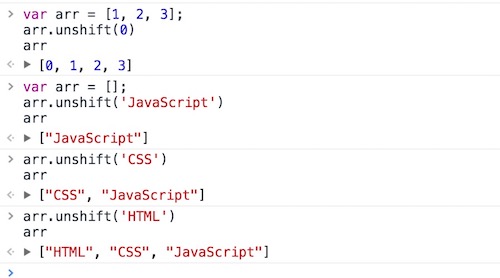 > var arr = [1, 2, 3];
arr.unshift(0)
arr
[0, 1, 2, 3]
> var arr = [];
arr.unshift('JavaScript')
arr
["JavaScript"]
> arr.unshift('CSS')
arr
["CSS", "JavaScript"]
> arr.unshift('HTML')
arr
["HTML", "CSS", "JavaScript"]
>